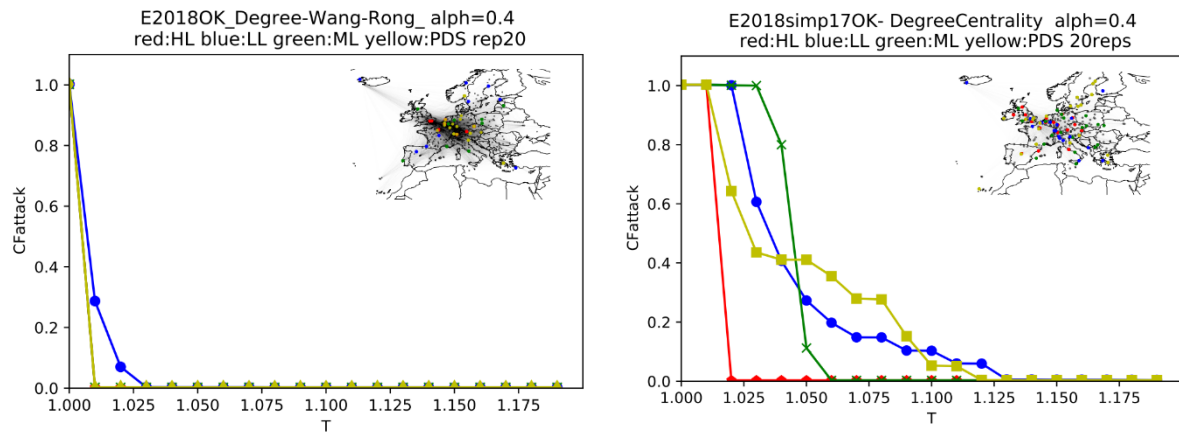 E2018OK_Degree-Wang-Rong_ alph=0.4
red:HL blue:LL green:ML yellow:PDS rep20
CFattack
1.0
0.8
0.6
0.4
0.2
0.0
1.000 1.025 1.050 1.075 1.100 1.125 1.150 1.175
T
E2018simp17OK- DegreeCentrality alph=0.4
red:HL blue:LL green:ML yellow:PDS 20reps
CFattack
1.0
0.8
0.6
0.4
0.2
0.0
1.000 1.025 1.050 1.075 1.100 1.125 1.150 1.175
T